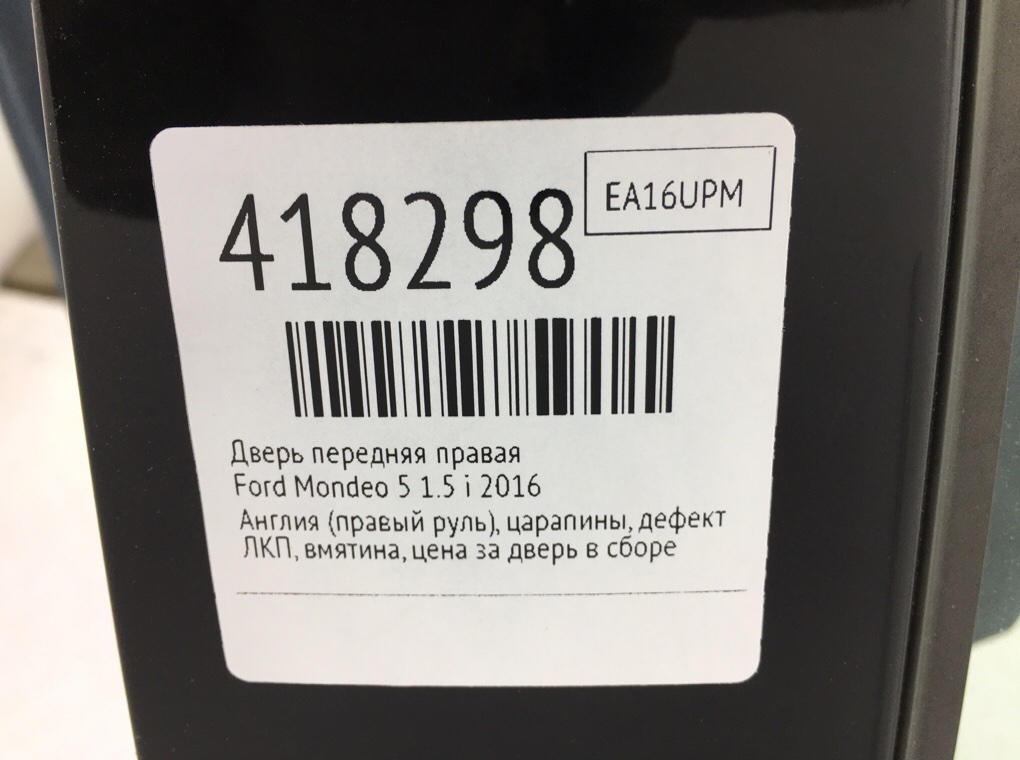 418298
EA16UPM
Дверь передняя правая
Ford Mondeo 5 1.5 i 2016
Англия (правый руль), царапины, дефект
ЛКП, вмятина, цена за дверь в сборе